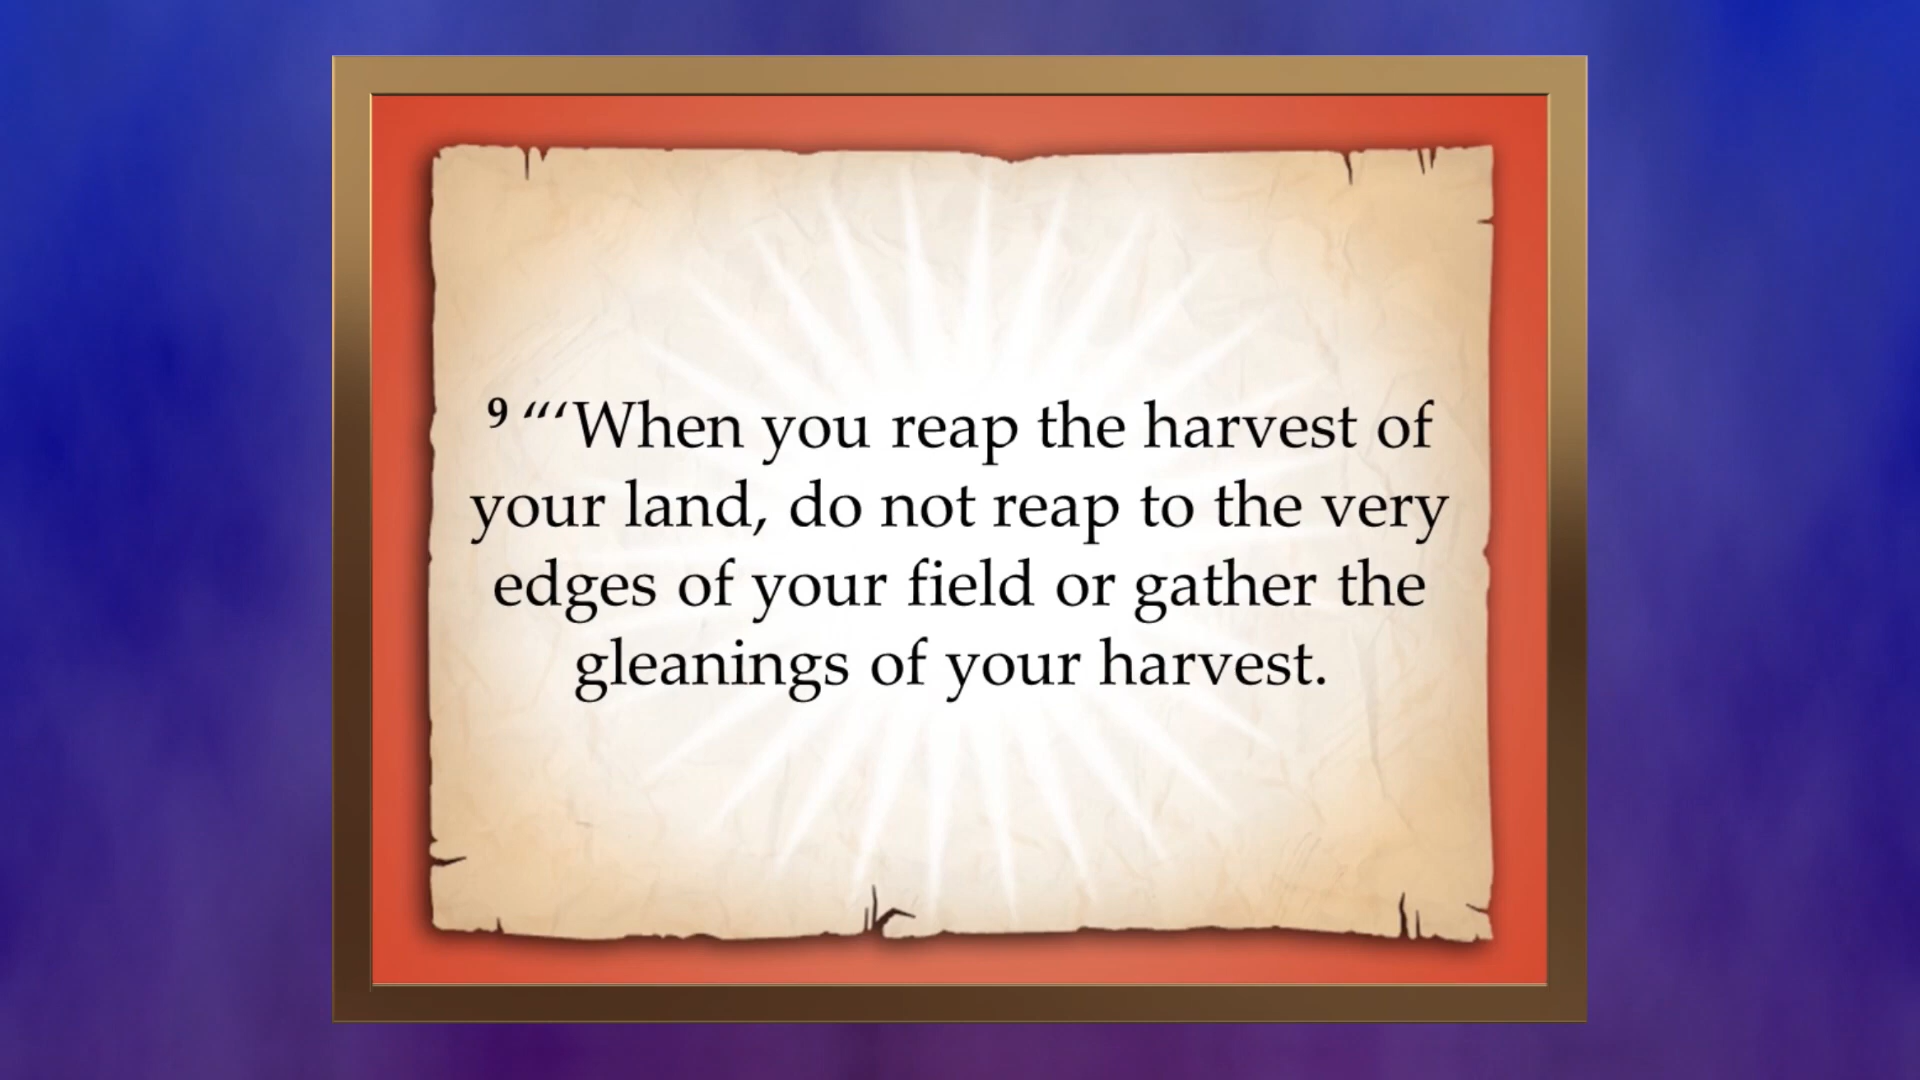 9 “‘“When you reap the harvest of
your land, do not reap to the very
edges of your field or gather the
gleanings of your harvest.